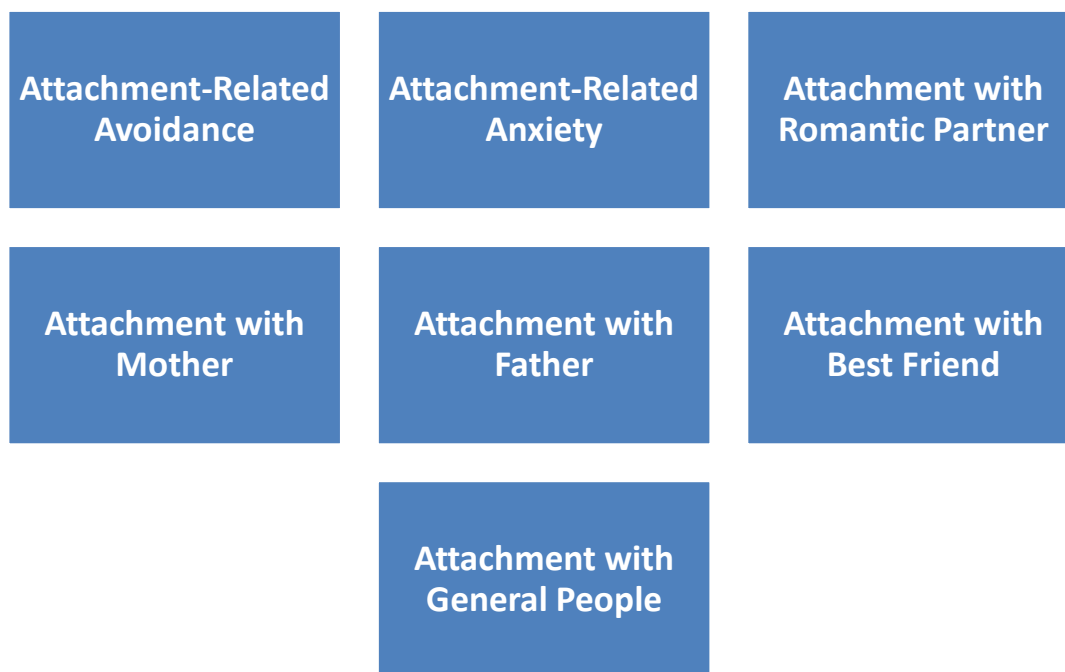 Attachment-Related
Avoidance
Attachment-Related
Anxiety
Attachment with
Romantic Partner
Attachment with
Mother
Attachment with
Father
Attachment with
Best Friend
Attachment with
General People